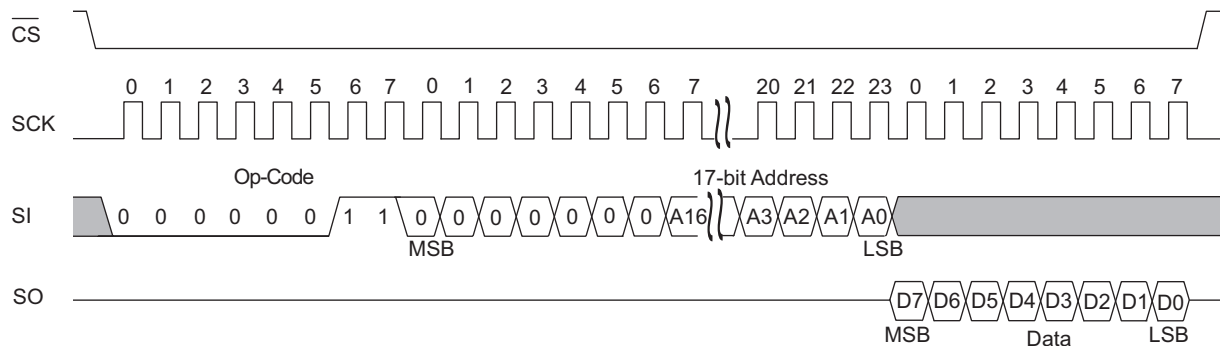 CS
0 1 2 3 4 5 6 7 0 1 2 3 4 5 6 7 20 21 22 23 0 1 2 3 4 5 6 7
SCK
Op-Code 17-bit Address
SI 0 0 0 0 0 0 1 1 0 0 0 0 0 0 0 A16 A3 A2 A1 A0
MSB LSB
SO D7 D6 D5 D4 D3 D2 D1 D0
MSB Data LSB